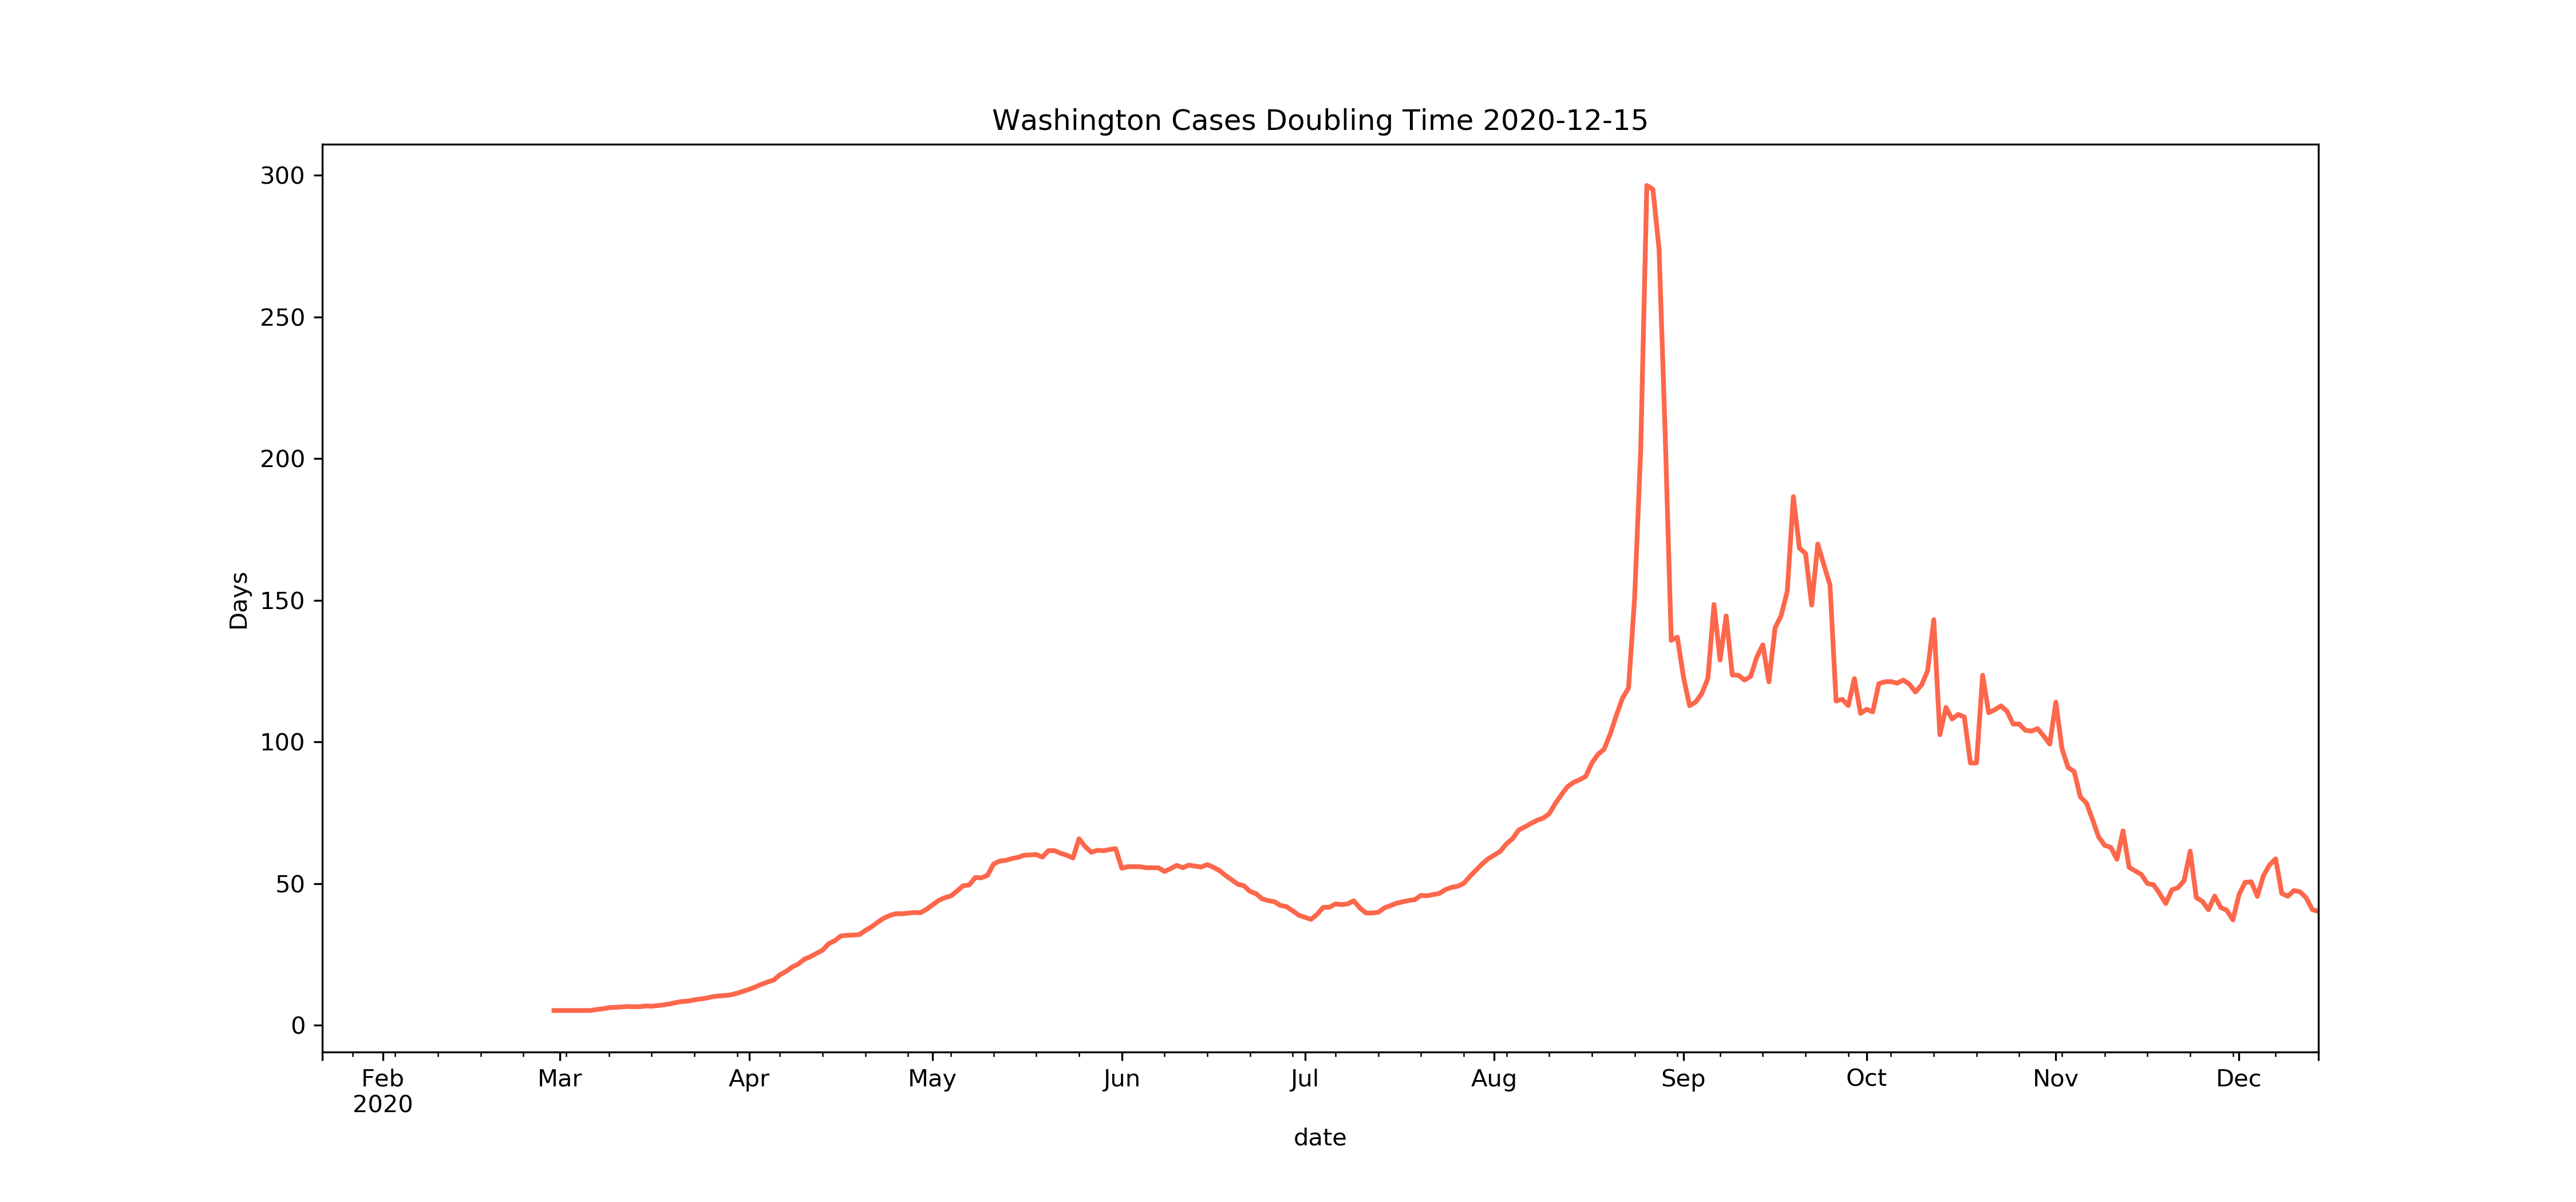 Washington Cases Doubling Time 2020-12-15
300
250
200
150
100
50
0
Days
Feb Mar Apr May Jun Jul Aug Sep Oct Nov Dec
2020
date